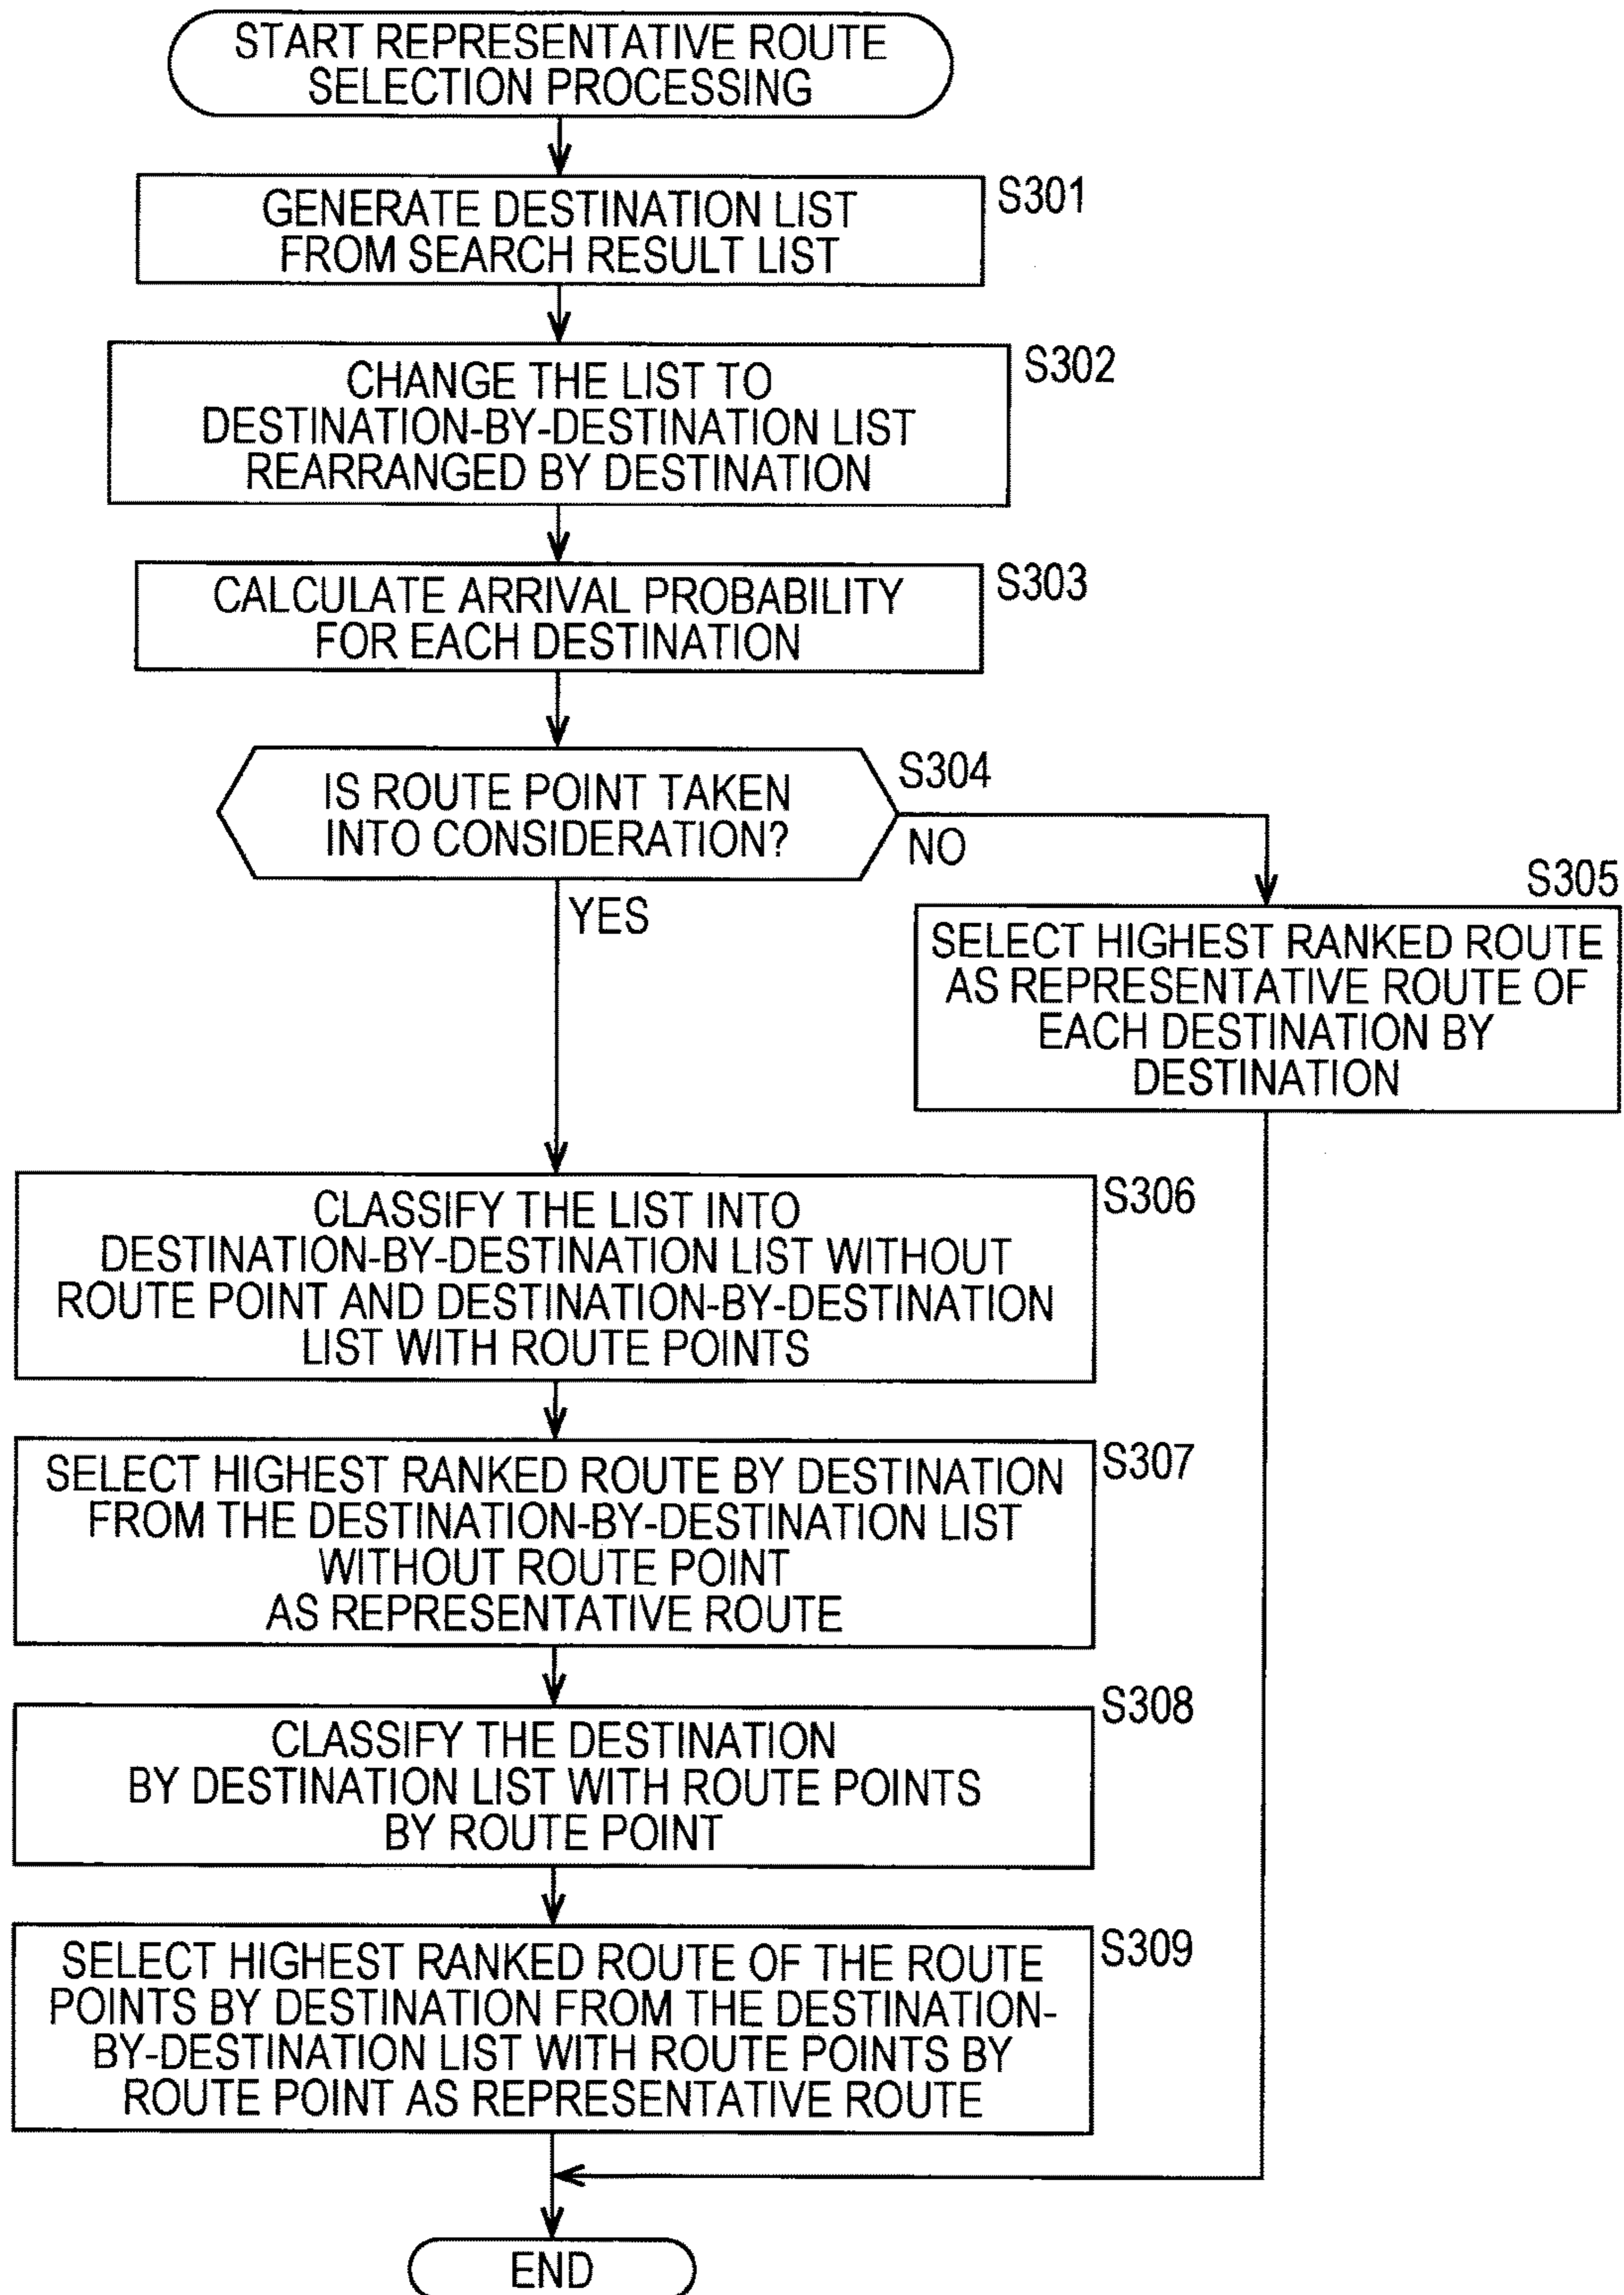 START REPRESENTATIVE ROUTE
SELECTION PROCESSING
GENERATE DESTINATION LIST
FROM SEARCH RESULT LIST
S301
CHANGE THE LIST TO
DESTINATION-BY-DESTINATION LIST
REARRANGED BY DESTINATION
S302
CALCULATE ARRIVAL PROBABILITY
FOR EACH DESTINATION
S303
IS ROUTE POINT TAKEN
INTO CONSIDERATION?
S304
NO
YES
S305
SELECT HIGHEST RANKED ROUTE
AS REPRESENTATIVE ROUTE OF
EACH DESTINATION BY
DESTINATION
CLASSIFY THE LIST INTO
DESTINATION-BY-DESTINATION LIST WITHOUT
ROUTE POINT AND DESTINATION-BY-DESTINATION
LIST WITH ROUTE POINTS
S306
SELECT HIGHEST RANKED ROUTE BY DESTINATION
FROM THE DESTINATION-BY-DESTINATION LIST
WITHOUT ROUTE POINT
AS REPRESENTATIVE ROUTE
S307
CLASSIFY THE DESTINATION
BY DESTINATION LIST WITH ROUTE POINTS
BY ROUTE POINT
S308
SELECT HIGHEST RANKED ROUTE OF THE ROUTE
POINTS BY DESTINATION FROM THE DESTINATION-
BY-DESTINATION LIST WITH ROUTE POINTS BY
ROUTE POINT AS REPRESENTATIVE ROUTE
S309
END